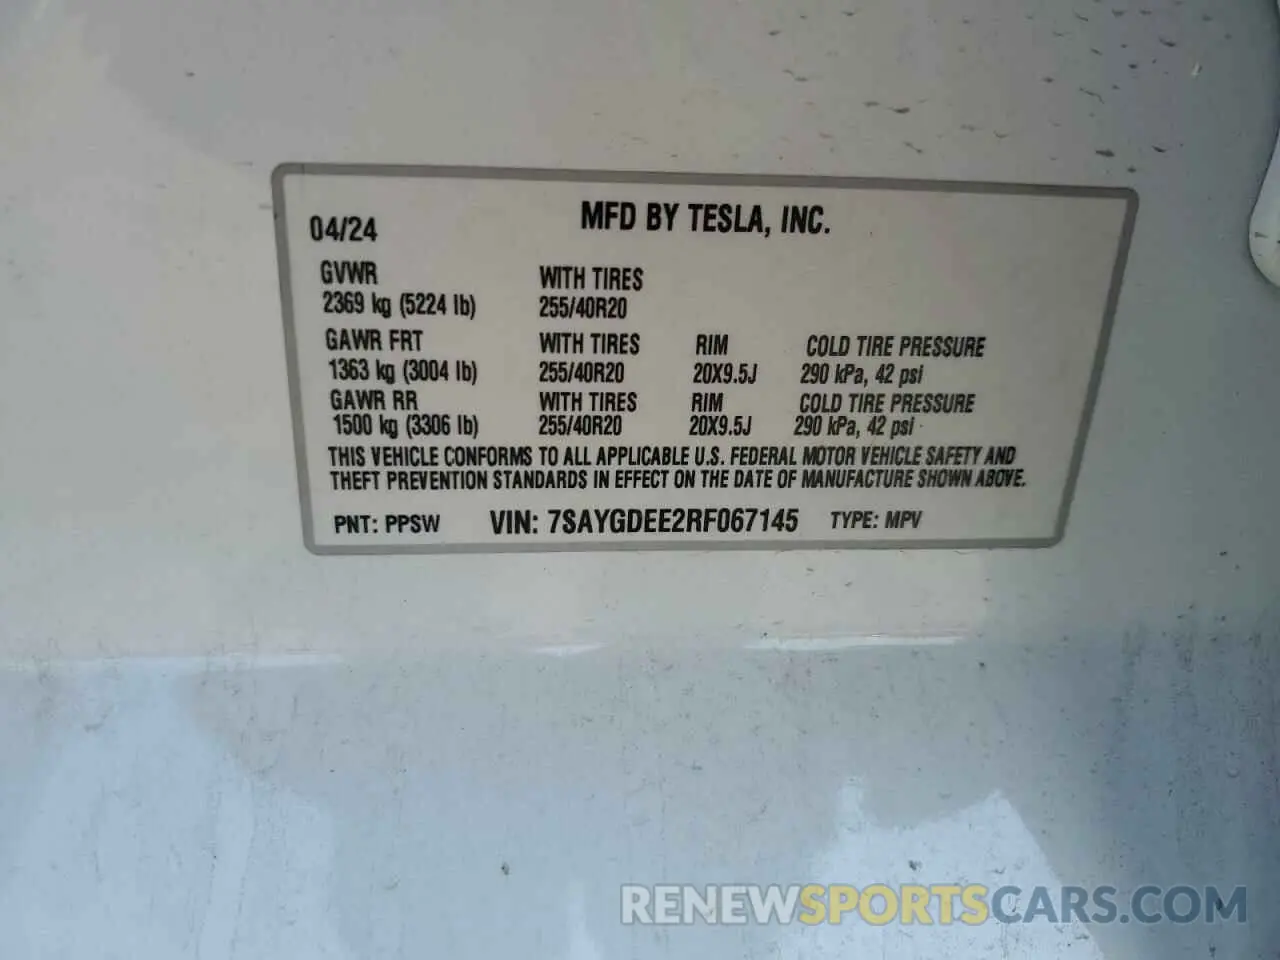 04/24 MFD BY TESLA, INC.
GVWR WITH TIRES
2369 kg (5224 lb) 255/40R20
GAWR FRT WITH TIRES RIM COLD TIRE PRESSURE
1363 kg (3004 lb) 255/40R20 20X9.5J 290 kPa, 42 psi
GAWR RR WITH TIRES RIM COLD TIRE PRESSURE
1500 kg (3306 lb) 255/40R20 20X9.5J 290 kPa, 42 psi
THIS VEHICLE CONFORMS TO ALL APPLICABLE U.S. FEDERAL MOTOR VEHICLE SAFETY AND
THEFT PREVENTION STANDARDS IN EFFECT ON THE DATE OF MANUFACTURE SHOWN ABOVE.
PNT: PPSW VIN: 7SAYGDEE2RF067145 TYPE: MPV
RENEWSPORTSCARS.COM